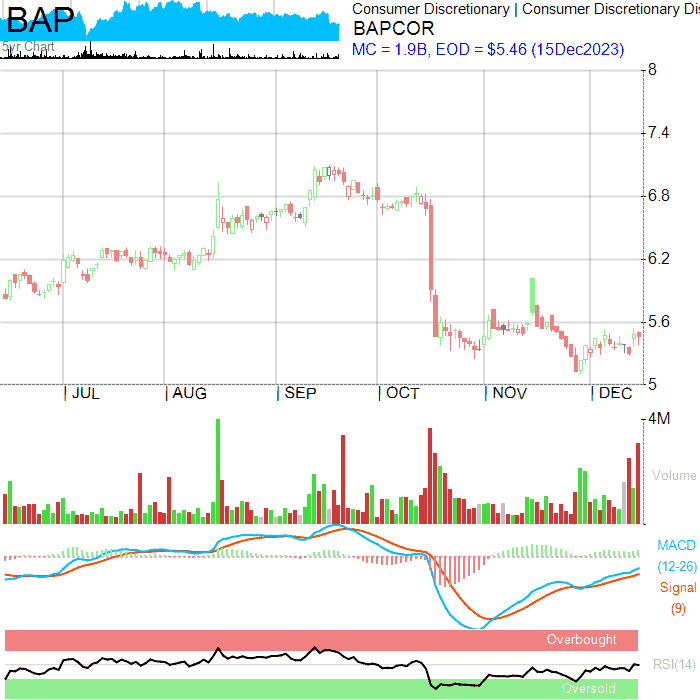 BAP
5yr Chart
Consumer Discretionary | Consumer Discretionary Dis
BAPCOR
MC = 1.9B, EOD = $5.46 (15Dec2023)
8
7.4
6.8
6.2
5.6
5
JUL AUG SEP OCT NOV DEC
4M
Volume
MACD
(12-26)
Signal
(9)
Overbought
RSI(14)
Oversold